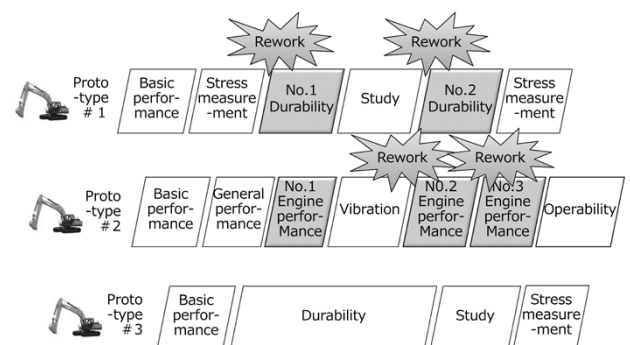 Rework
Rework
Proto
-type
# 1
Basic
perfor-
mance
Stress
measure
-ment
No.1
Durability
Study
No.2
Durability
Stress
measure
-ment
Rework
Rework
Proto
-type
#2
Basic
perfor-
mance
General
perfor-
mance
No.1
Engine
perfor-
Mance
Vibration
N0.2
Engine
perfor-
Mance
No.3
Engine
perfor-
Mance
Operability
Proto
-type
#3
Basic
perfor-
mance
Durability
Study
Stress
measure
-ment